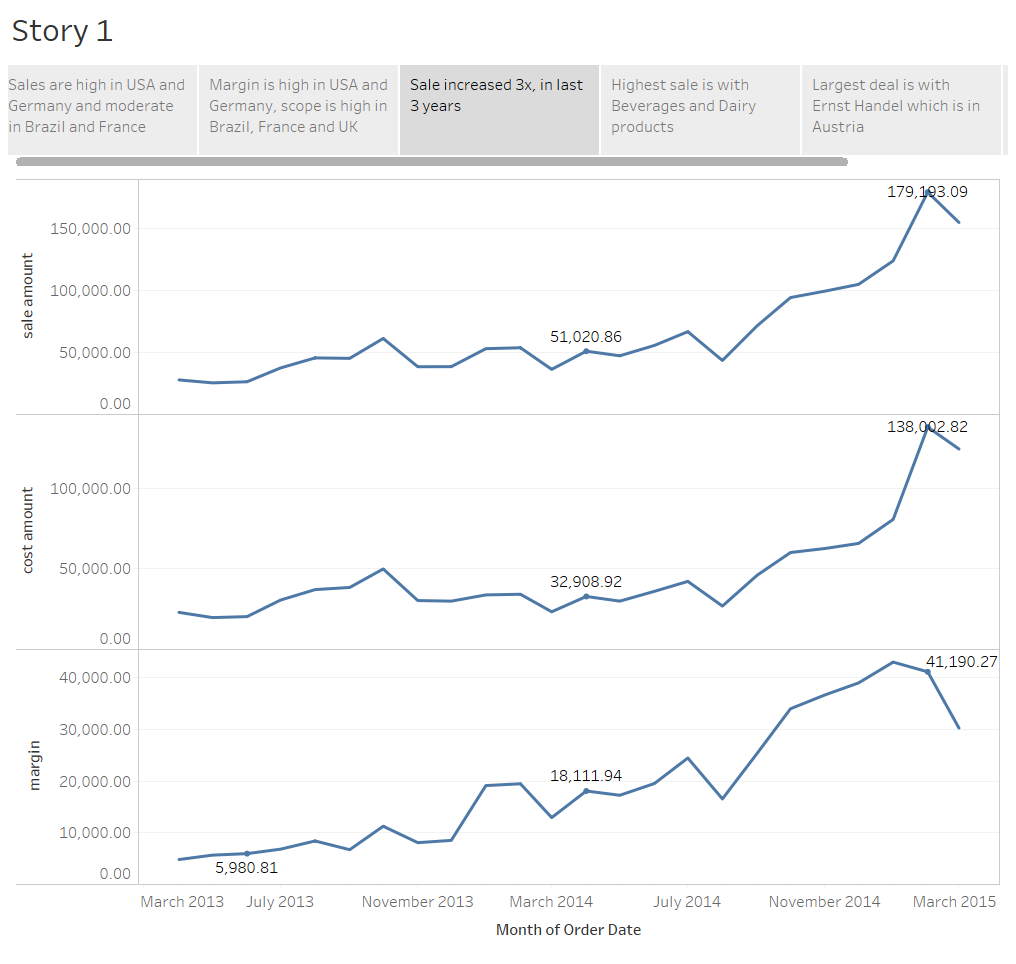 Story 1
Sales are high in USA and
Germany and moderate
in Brazil and France
Margin is high in USA and
Germany, scope is high in
Brazil, France and UK
Sale increased 3x, in last
3 years
Highest sale is with
Beverages and Dairy
products
Largest deal is with
Ernst Handel which is in
Austria
179,193.09
150,000.00
100,000.00
51,020.86
50,000.00
0.00
sale amount
138,002.82
100,000.00
32,908.92
50,000.00
0.00
cost amount
41,190.27
40,000.00
30,000.00
18,111.94
20,000.00
10,000.00
5,980.81
0.00
margin
March 2013 July 2013 November 2013 March 2014 July 2014 November 2014 March 2015
Month of Order Date